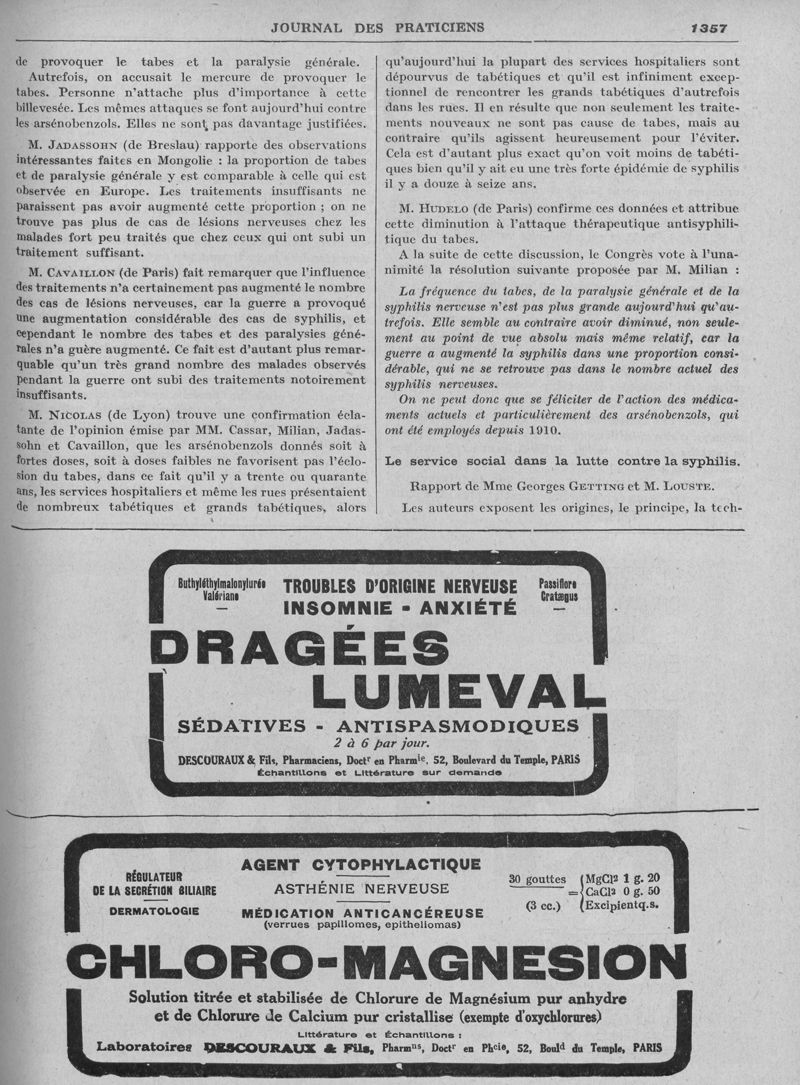 JOURNAL DES PRATICIENS 1357
de provoquer le tabes et la paralysie générale.
Autrefois, on accusait le mercure de provoquer le
tabes. Personne n'attache plus d'importance à cette
billevesée. Les mêmes attaques se font aujourd'hui contre
les arsénobenzols. Elles ne sont pas davantage justifiées.
M. JADASSOHN (de Breslau) rapporte des observations
intéressantes faites en Mongolie : la proportion de tabes
et de paralysie générale y est comparable à celle qui est
observée en Europe. Les traitements insuffisants ne
paraissent pas avoir augmenté cette proportion ; on ne
trouve pas plus de cas de lésions nerveuses chez les
malades fort peu traités que chez ceux qui ont subi un
traitement suffisant.
M. CAVAILLON (de Paris) fait remarquer que l'influence
des traitements n'a certainement pas augmenté le nombre
des cas de lésions nerveuses, car la guerre a provoqué
une augmentation considérable des cas de syphilis, et
cependant le nombre des tabes et des paralysies géné-
rales n'a guère augmenté. Ce fait est d'autant plus remar-
quable qu'un très grand nombre des malades observés
pendant la guerre ont subi des traitements notoirement
insuffisants.
M. NICOLAS (de Lyon) trouve une confirmation écla-
tante de l'opinion émise par MM. Cassar, Milian, Jadas-
sohn et Cavaillon, que les arsénobenzols donnés soit à
fortes doses, soit à doses faibles ne favorisent pas l'éclo-
sion du tabes, dans ce fait qu'il y a trente ou quarante
ans, les services hospitaliers et même les rues présentaient
de nombreux tabétiques et grands tabétiques, alors
qu'aujourd'hui la plupart des services hospitaliers sont
dépourvus de tabétiques et qu'il est infiniment excep-
tionnel de rencontrer les grands tabétiques d'autrefois
dans les rues. Il en résulte que non seulement les traite-
ments nouveaux ne sont pas cause de tabes, mais au
contraire qu'ils agissent heureusement pour l'éviter.
Cela est d'autant plus exact qu'on voit moins de tabéti-
ques bien qu'il y ait eu une très forte épidémie de syphilis
il y a douze à seize ans.
M. HUDELO (de Paris) confirme ces données et attribue
cette diminution à l'attaque thérapeutique antisyphili-
tique du tabes.
A la suite de cette discussion, le Congrès vote à l'una-
nimité la résolution suivante proposée par M. Milian :
La fréquence du tabes, de la paralysie générale et de la
syphilis nerveuse n'est pas plus grande aujourd'hui qu'au-
trefois. Elle semble au contraire avoir diminué, non seule-
ment au point de vue absolu mais même relatif, car la
guerre a augmenté la syphilis dans une proportion consi-
dérable, qui ne se retrouve pas dans le nombre actuel des
syphilis nerveuses.
On ne peut donc que se féliciter de l'action des médica-
ments actuels et particulièrement des arsénobenzols, qui
ont été employés depuis 1910.
Le service social dans la lutte contre la syphilis.
Rapport de Mme Georges GETTING et M. LOUSTE.
Les auteurs exposent les origines, le principe, la tech-
Buthyléthylmalonylurée
Valériane
TROUBLES D'ORIGINE NERVEUSE
INSOMNIE - ANXIÉTÉ
Passiflore
Cratægus
DRAGÉES
LUMEVAL
SÉDATIVES - ANTISPASMODIQUES
2 à 6 par jour.
DESCOURAUX & Fils, Pharmaciens, Doctr en Pharmie. 52, Boulevard du Temple, PARIS
Échantillons et Littérature sur demande
RÉGULATEUR
DE LA SECRÉTION BILIAIRE
DERMATOLOGIE
AGENT CYTOPHYLACTIQUE
ASTHÉNIE NERVEUSE
MÉDICATION ANTICANCÉREUSE
(verrues papillomes, epitheliomas)
30 gouttes
(3 cc.)
=
MgCl2 1 g. 20
CaCl2 0 g. 50
Excipient q.s.
CHLORO-MAGNESION
Solution titrée et stabilisée de Chlorure de Magnésium pur anhydre
et de Chlorure de Calcium pur cristallise (exempte d'oxychlorures)
Littérature et Échantillons :
Laboratoires DESCOURAUX & Fils, Pharmns, Doctr en Phcie, 52, Bould du Temple, PARIS